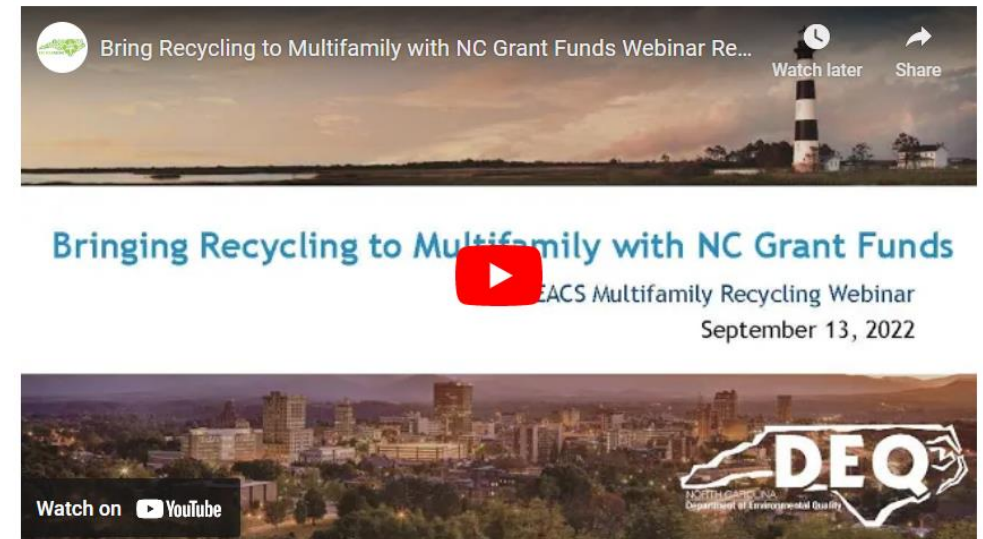 Bring Recycling to Multifamily with NC Grant Funds Webinar Re...
Watch later
Share
Bringing Recycling to Multifamily with NC Grant Funds
EACS Multifamily Recycling Webinar
September 13, 2022
DEQ
NORTH CAROLINA
Department of Environmental Quality
Watch on YouTube